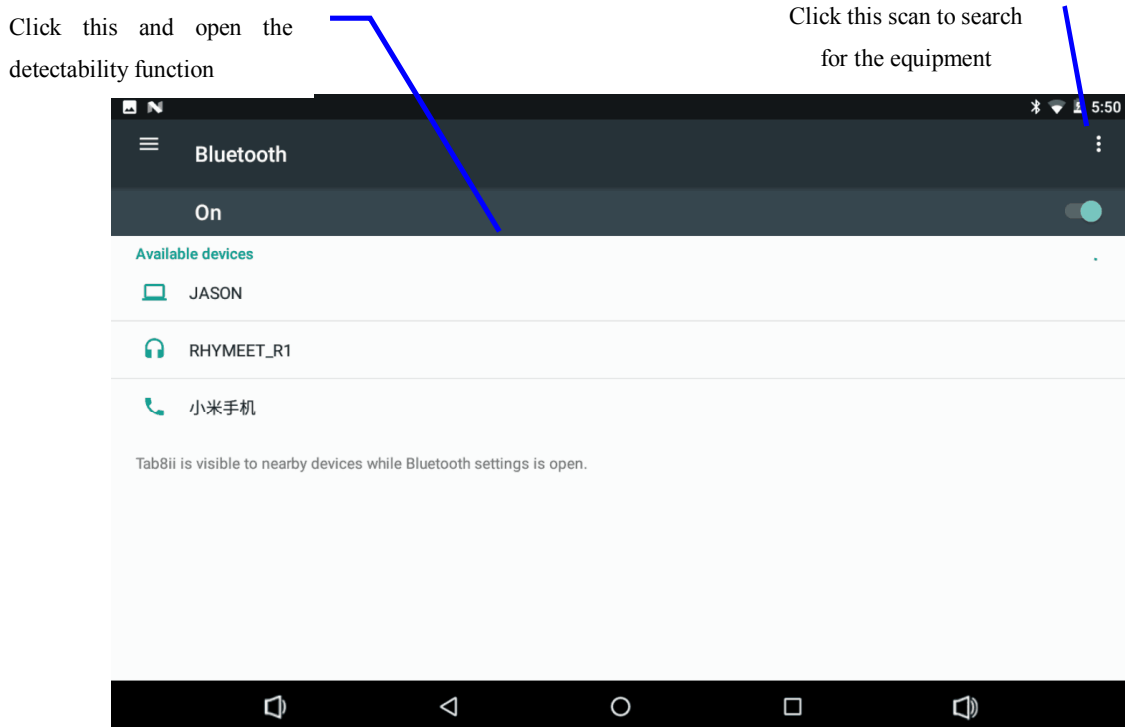 Click this and open the
detectability function
Click this scan to search
for the equipment
5:50
Bluetooth
On
Available devices
JASON
RHYMEET_R1
小米手机
Tab8ii is visible to nearby devices while Bluetooth settings is open.